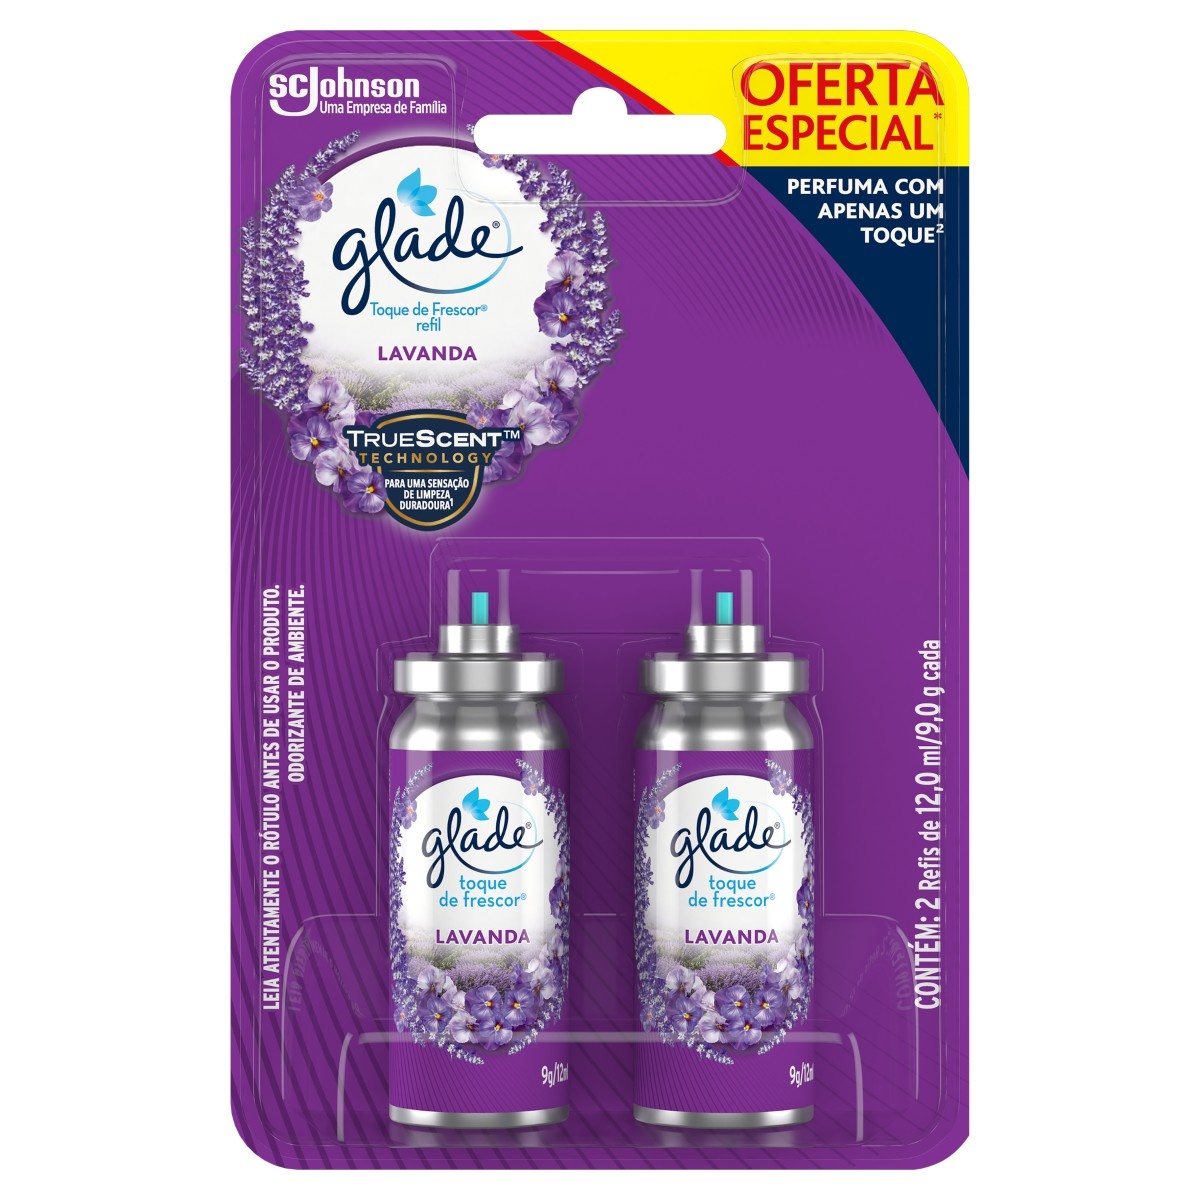 SCJohnson
Uma Empresa de Família
OFERTA
ESPECIAL*
PERFUMA COM
APENAS UM
TOQUE²
glade®
Toque de Frescor®
refil
LAVANDA
TRUESCENT™
TECHNOLOGY
PARA UMA SENSAÇÃO
DE LIMPEZA
DURADOURA¹
LEIA ATENTAMENTE O RÓTULO ANTES DE USAR O PRODUTO.
ODORIZANTE DE AMBIENTE.
CONTÉM: 2 Refis de 12,0 ml/9,0 g cada
glade®
toque
de frescor®
LAVANDA
9g/12ml
glade®
toque
de frescor®
LAVANDA
9g/12ml